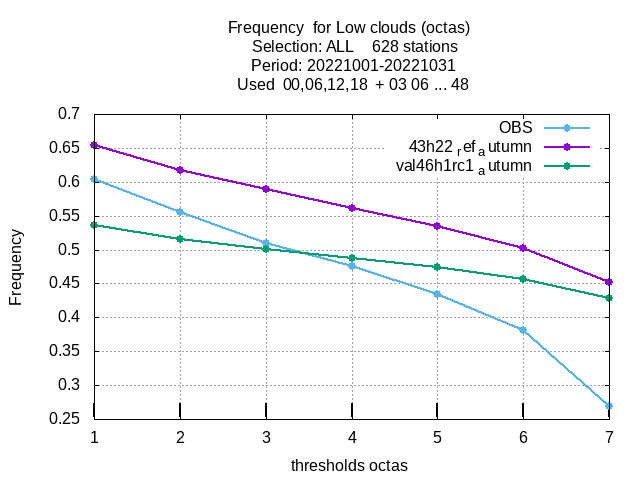 Frequency  for Low clouds (octas)
Selection: ALL    628 stations
Period: 20221001-20221031
Used  00,06,12,18  + 03 06 ... 48
0.7
0.65
0.6
0.55
0.5
0.45
0.4
0.35
0.3
0.25
Frequency
OBS
43h22 ref autumn
val46h1rc1 autumn
1 2 3 4 5 6 7
thresholds octas